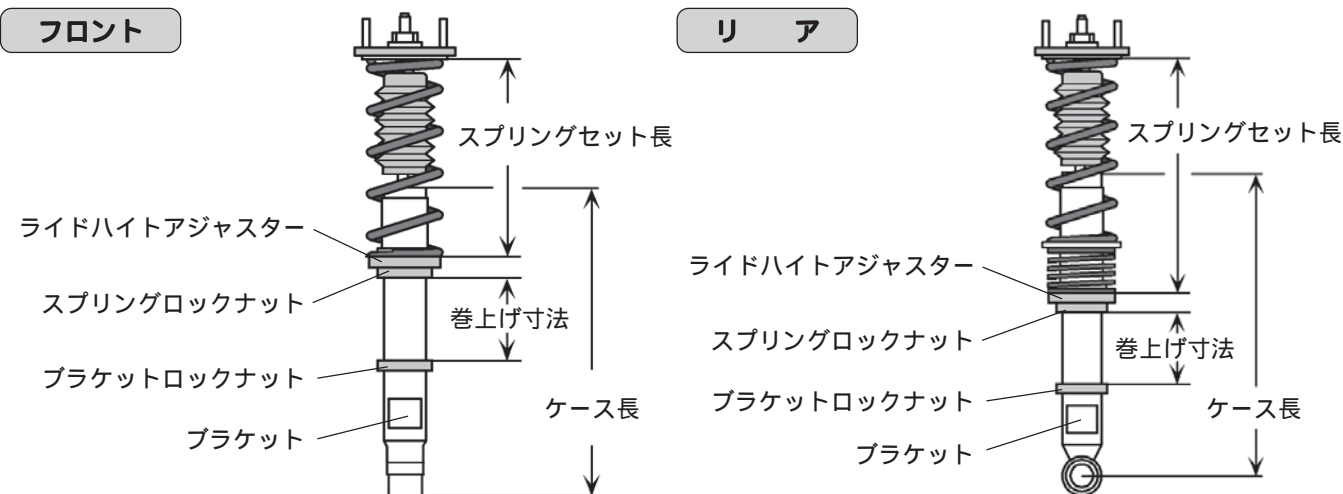 フロント
スプリングセット長
ライドハイトアジャスター
スプリングロックナット
巻上げ寸法
ブラケットロックナット
ケース長
ブラケット
リア
スプリングセット長
ライドハイトアジャスター
スプリングロックナット
巻上げ寸法
ブラケットロックナット
ケース長
ブラケット